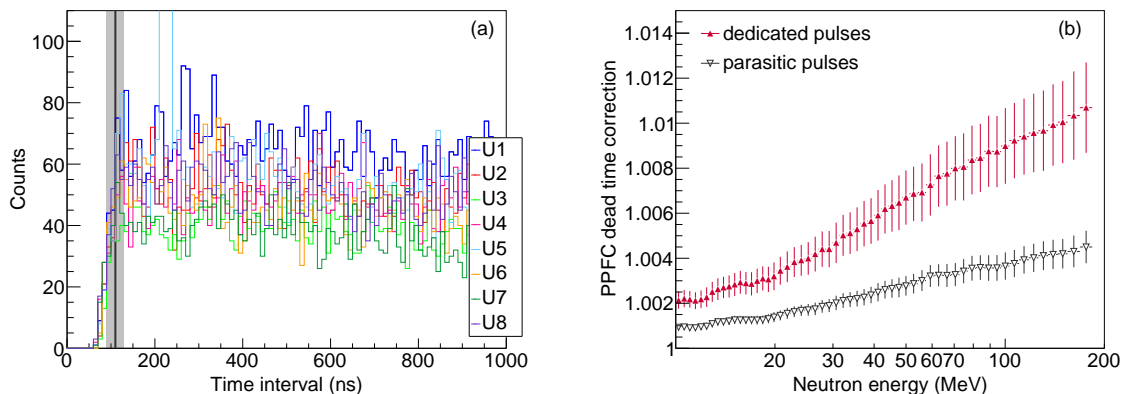 (a)
100
80
60
40
20
0
Counts
0 200 400 600 800 1000
Time interval (ns)
U1
U2
U3
U4
U5
U6
U7
U8
(b)
dedicated pulses
parasitic pulses
1.014
1.012
1.01
1.008
1.006
1.004
1.002
1
PPFC dead time correction
20 30 40 50 60 70 100 200
Neutron energy (MeV)